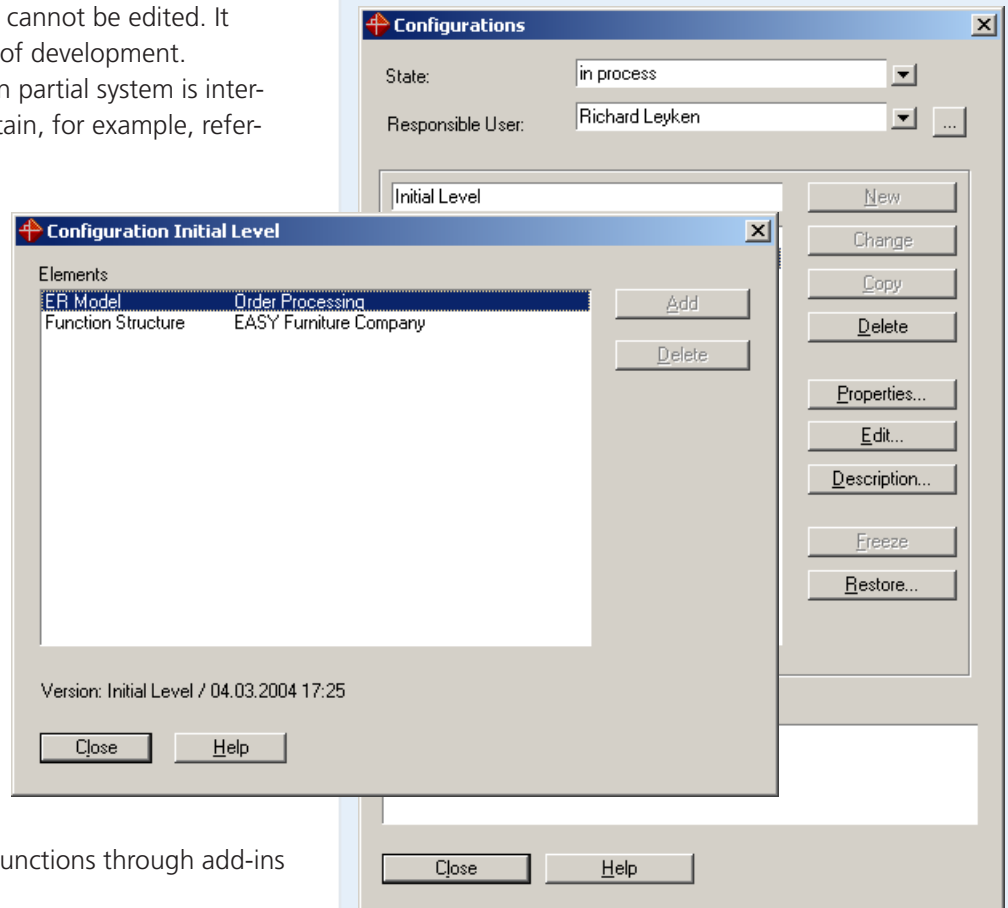 cannot be edited. It
of development.
n partial system is inter-
tain, for example, refer-
Configurations
State:
in process
Responsible User:
Richard Leyken
...
Initial Level
New
Change
Copy
Delete
Properties...
Edit...
Description...
Freeze
Restore...
Configuration Initial Level
Elements
ER Model Order Processing
Function Structure EASY Furniture Company
Add
Delete
Version: Initial Level / 04.03.2004 17:25
Close Help
unctions through add-ins
Close Help